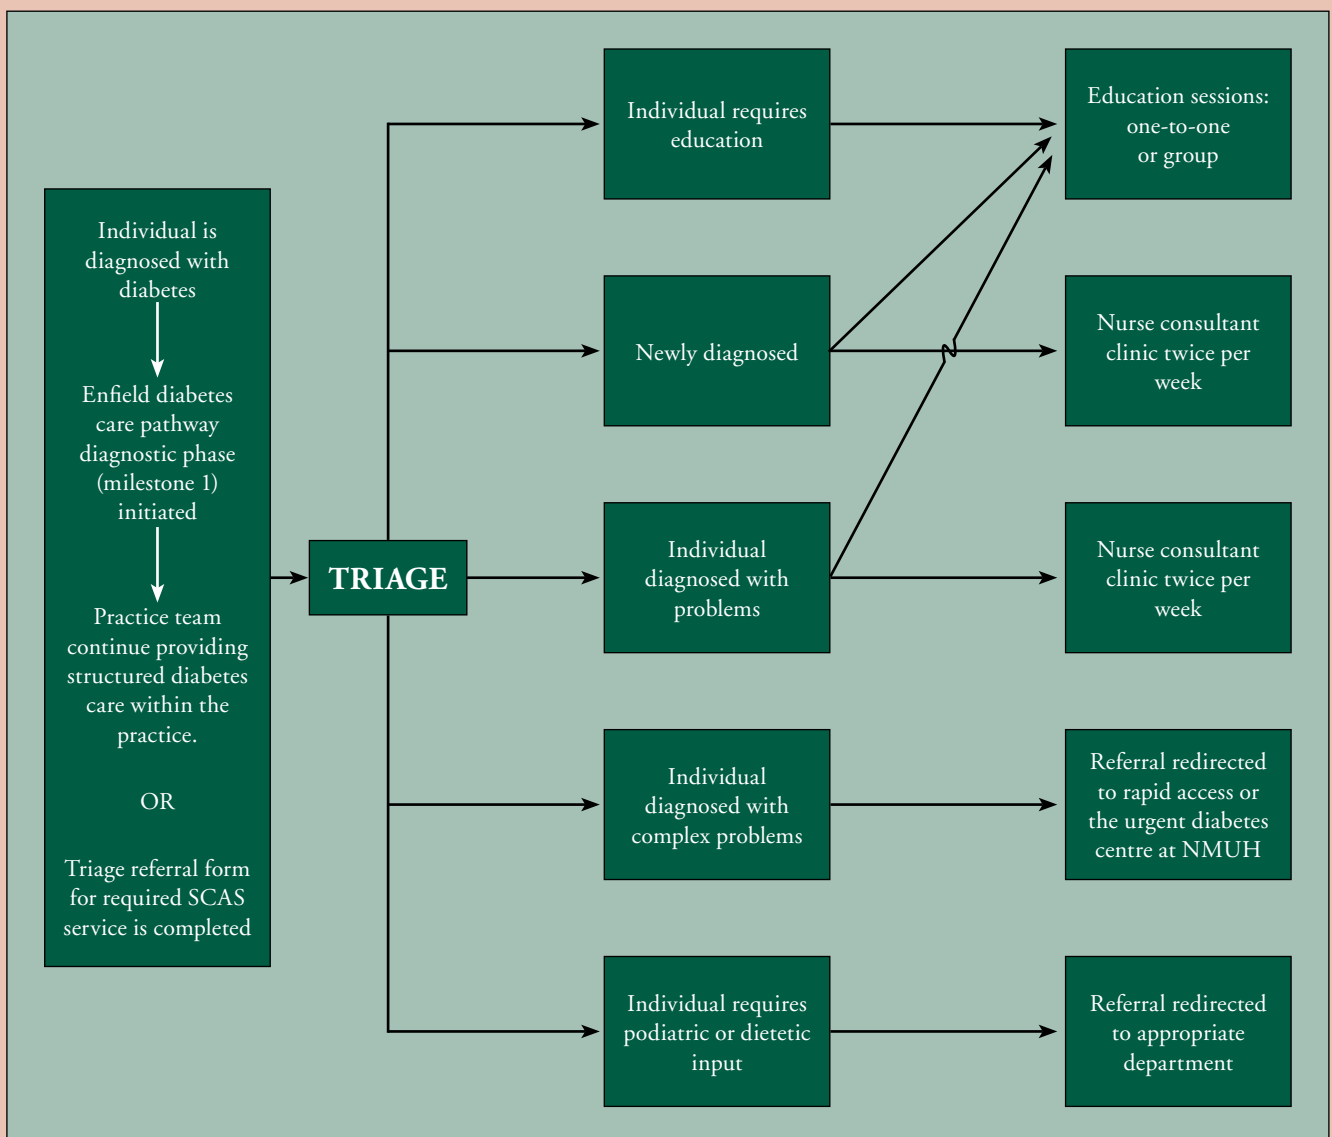 Individual is
diagnosed with
diabetes
Enfield diabetes
care pathway
diagnostic phase
(milestone 1)
initiated
Practice team
continue providing
structured diabetes
care within the
practice.
OR
Triage referral form
for required SCAS
service is completed
TRIAGE
Individual requires
education
Education sessions:
one-to-one
or group
Newly diagnosed
Nurse consultant
clinic twice per
week
Individual
diagnosed with
problems
Nurse consultant
clinic twice per
week
Individual
diagnosed with
complex problems
Referral redirected
to rapid access or
the urgent diabetes
centre at NMUH
Individual requires
podiatric or dietetic
input
Referral redirected
to appropriate
department